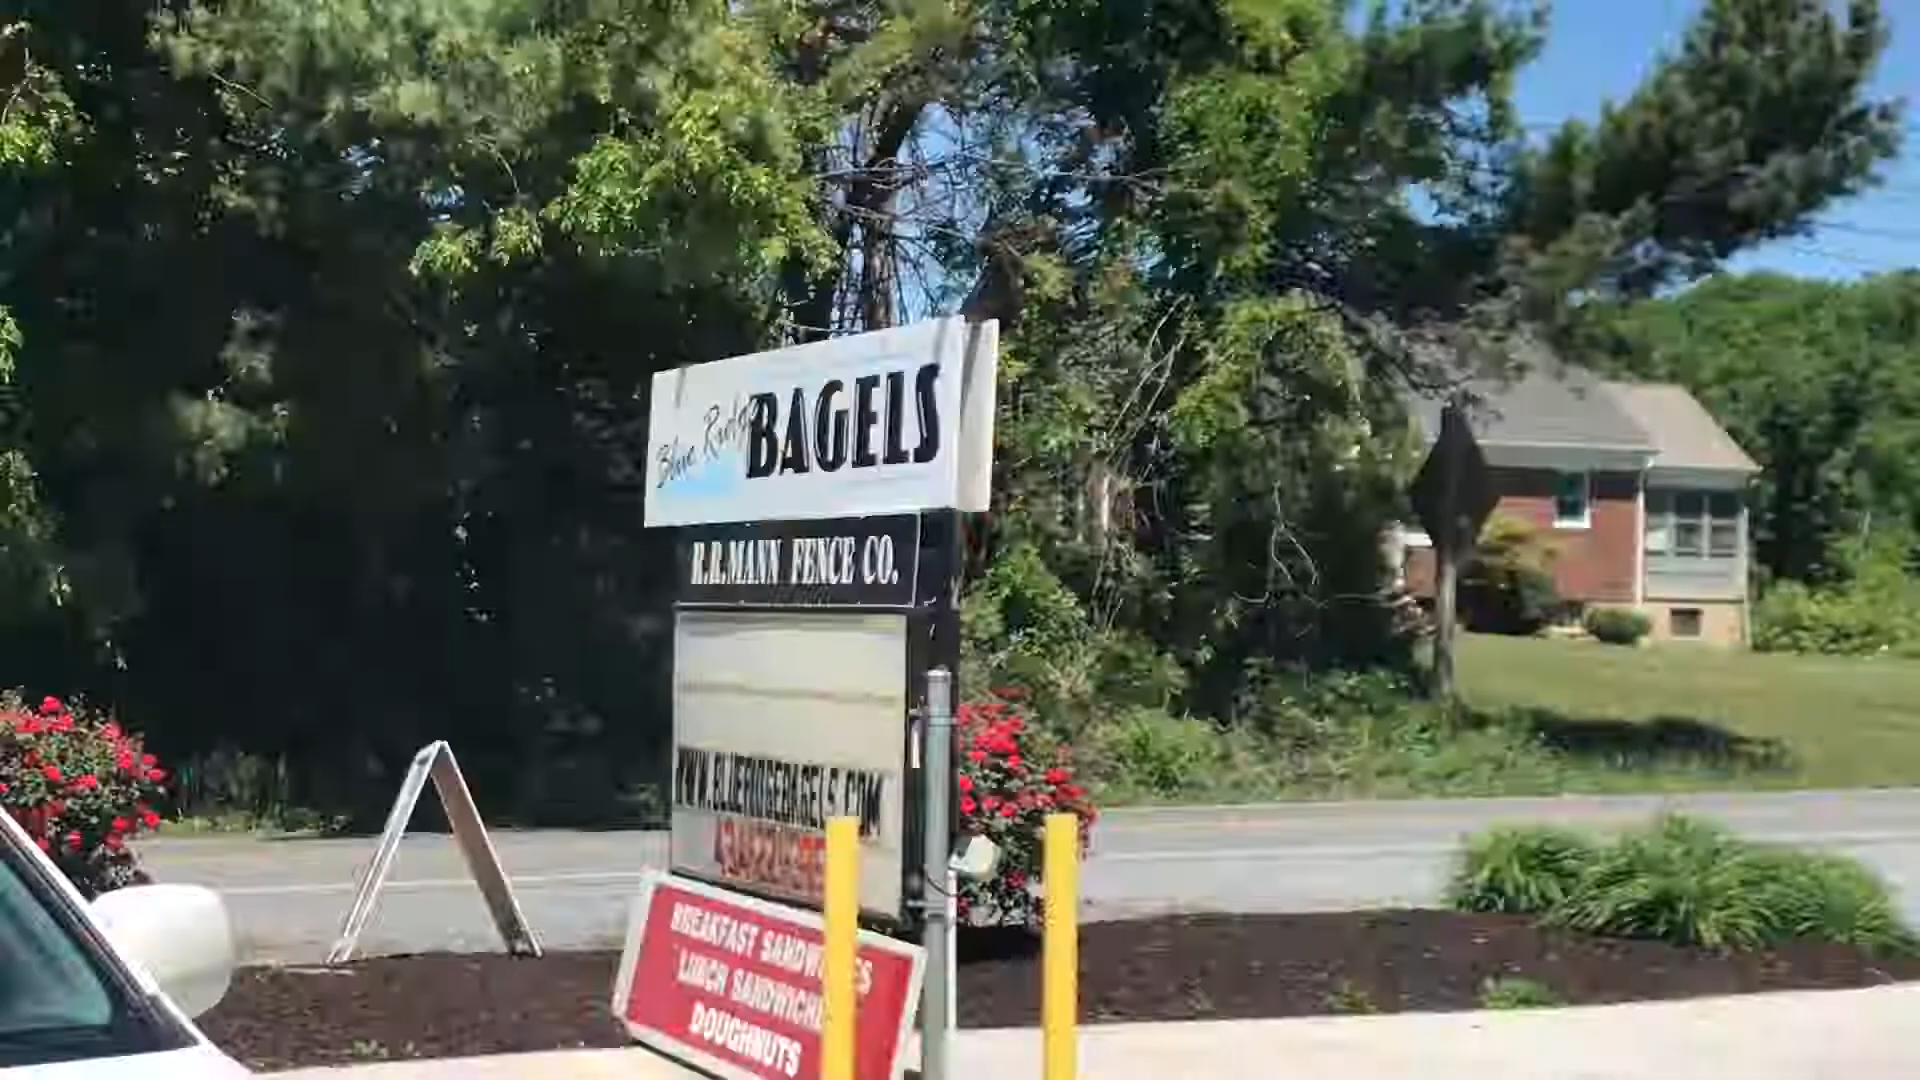 Blue Ridge BAGELS
R.R.MANN FENCE CO.
WWW.BLUERIDGEBAGELS.COM
BREAKFAST SANDWICHES
LUNCH SANDWICHES
DOUGHNUTS